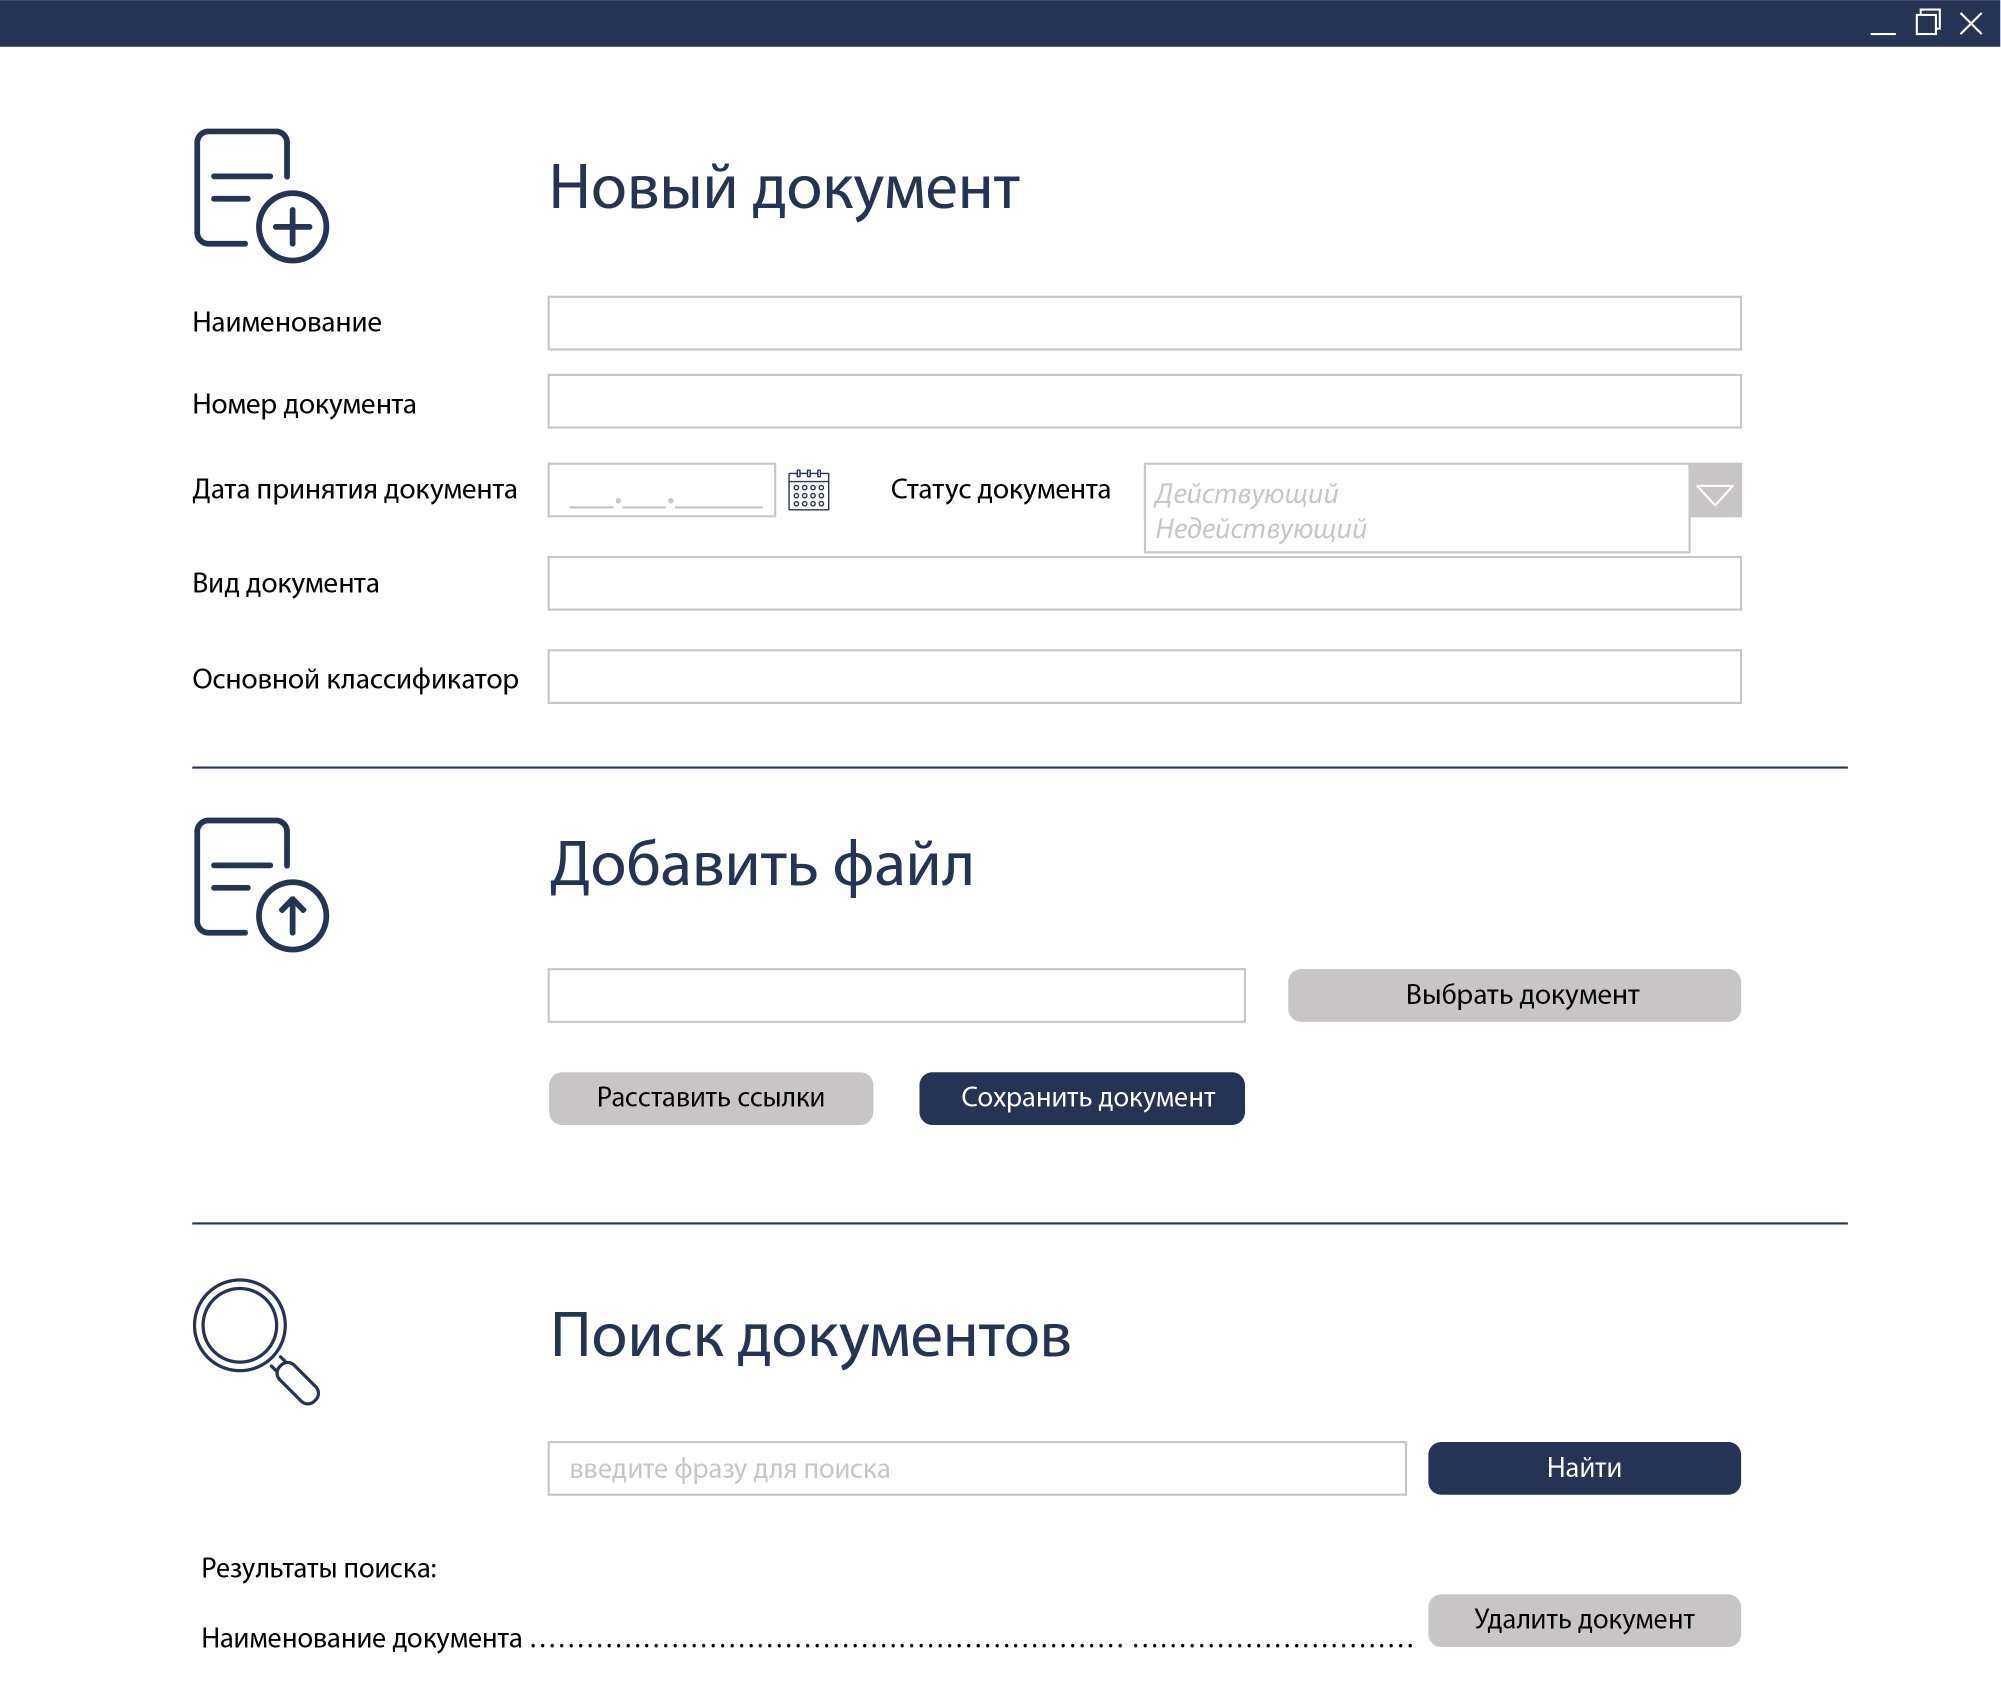 Новый документ
Наименование
Номер документа
Дата принятия документа __.__.____ Статус документа Действующий
Недействующий
Вид документа
Основной классификатор
Добавить файл
Выбрать документ
Расставить ссылки Сохранить документ
Поиск документов
введите фразу для поиска Найти
Результаты поиска:
Наименование документа ............................................................... .............................. Удалить документ